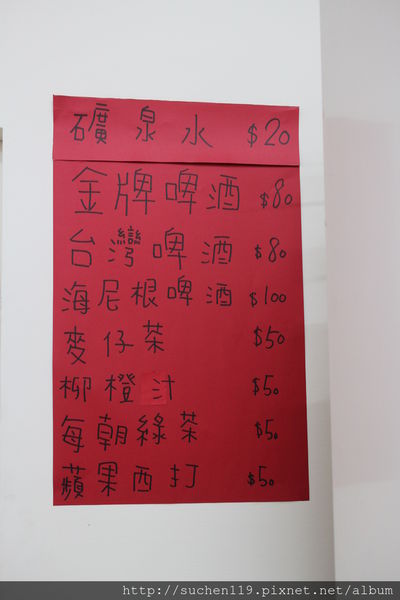 礦泉水 $20
金牌啤酒 $80
台灣啤酒 $80
海尼根啤酒 $100
麥仔茶 $50
柳橙汁 $50
每朝綠茶 $50
蘋果西打 $50
http://suchen119.pixnet.net/album